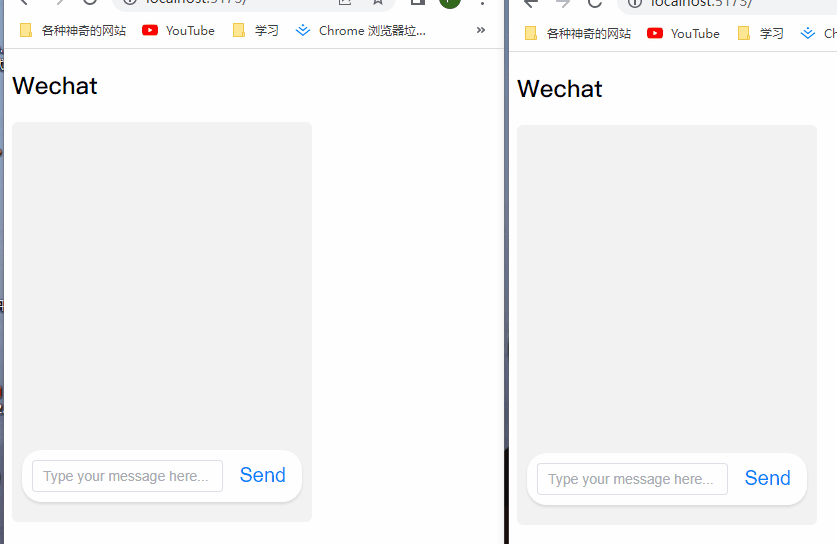 localhost:5173/
各种神奇的网站 YouTube 学习 Chrome 浏览器垃... »
Wechat
Type your message here... Send
localhost:5173/
各种神奇的网站 YouTube 学习 Ch
Wechat
Type your message here... Send